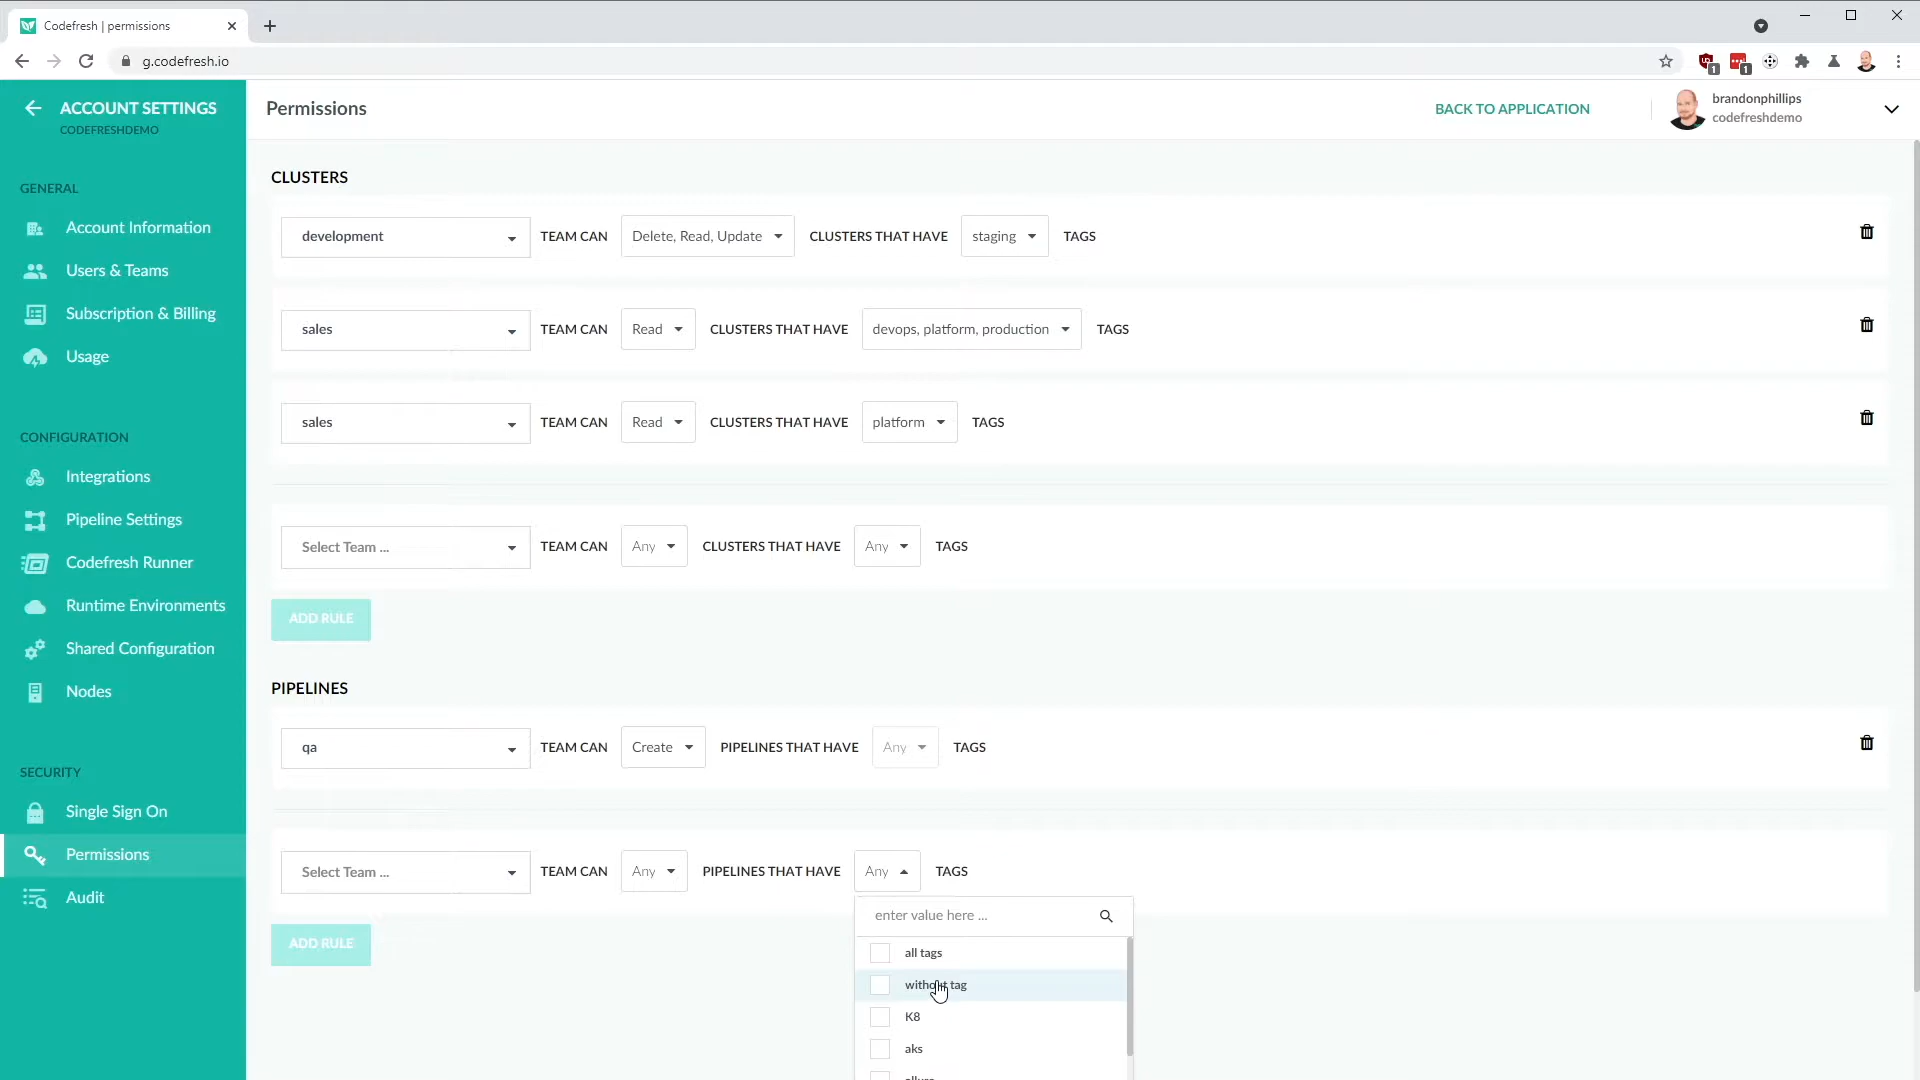 Codefresh | permissions
g.codefresh.io
1
1
ACCOUNT SETTINGS
CODEFRESHDEMO
Permissions
BACK TO APPLICATION
brandonphillips
codefreshdemo
GENERAL
Account Information
Users & Teams
Subscription & Billing
Usage
CONFIGURATION
Integrations
Pipeline Settings
Codefresh Runner
Runtime Environments
Shared Configuration
Nodes
SECURITY
Single Sign On
Permissions
Audit
CLUSTERS
development TEAM CAN Delete, Read, Update CLUSTERS THAT HAVE staging TAGS
sales TEAM CAN Read CLUSTERS THAT HAVE devops, platform, production TAGS
sales TEAM CAN Read CLUSTERS THAT HAVE platform TAGS
Select Team ... TEAM CAN Any CLUSTERS THAT HAVE Any TAGS
ADD RULE
PIPELINES
qa TEAM CAN Create PIPELINES THAT HAVE Any TAGS
Select Team ... TEAM CAN Any PIPELINES THAT HAVE Any TAGS
ADD RULE
enter value here ...
all tags
without tag
K8
aks